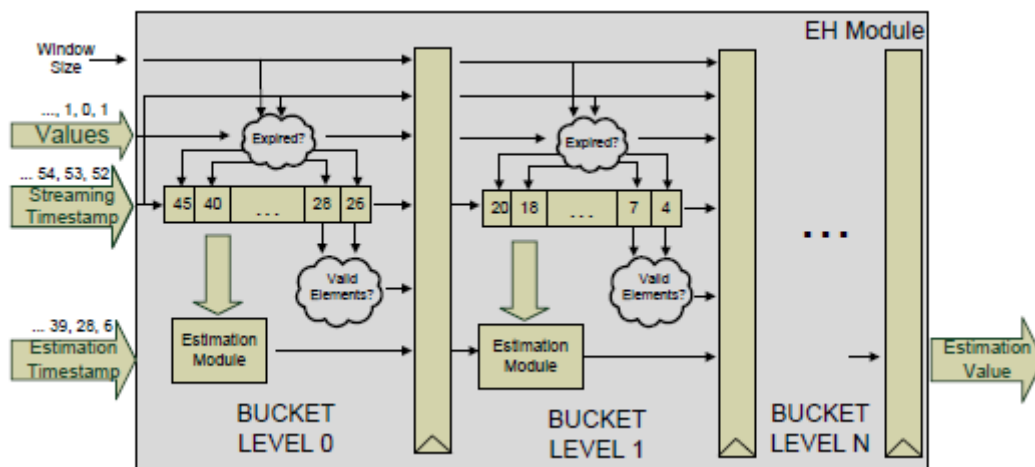 EH Module
Window
Size
..., 1, 0, 1
Values
... 54, 53, 52
Streaming
Timestamp
... 39, 28, 6
Estimation
Timestamp
Expired?
45 40 ... 28 26
Valid
Elements?
Estimation
Module
BUCKET
LEVEL 0
Expired?
20 18 ... 7 4
Valid
Elements?
Estimation
Module
BUCKET
LEVEL 1
...
BUCKET
LEVEL N
Estimation
Value